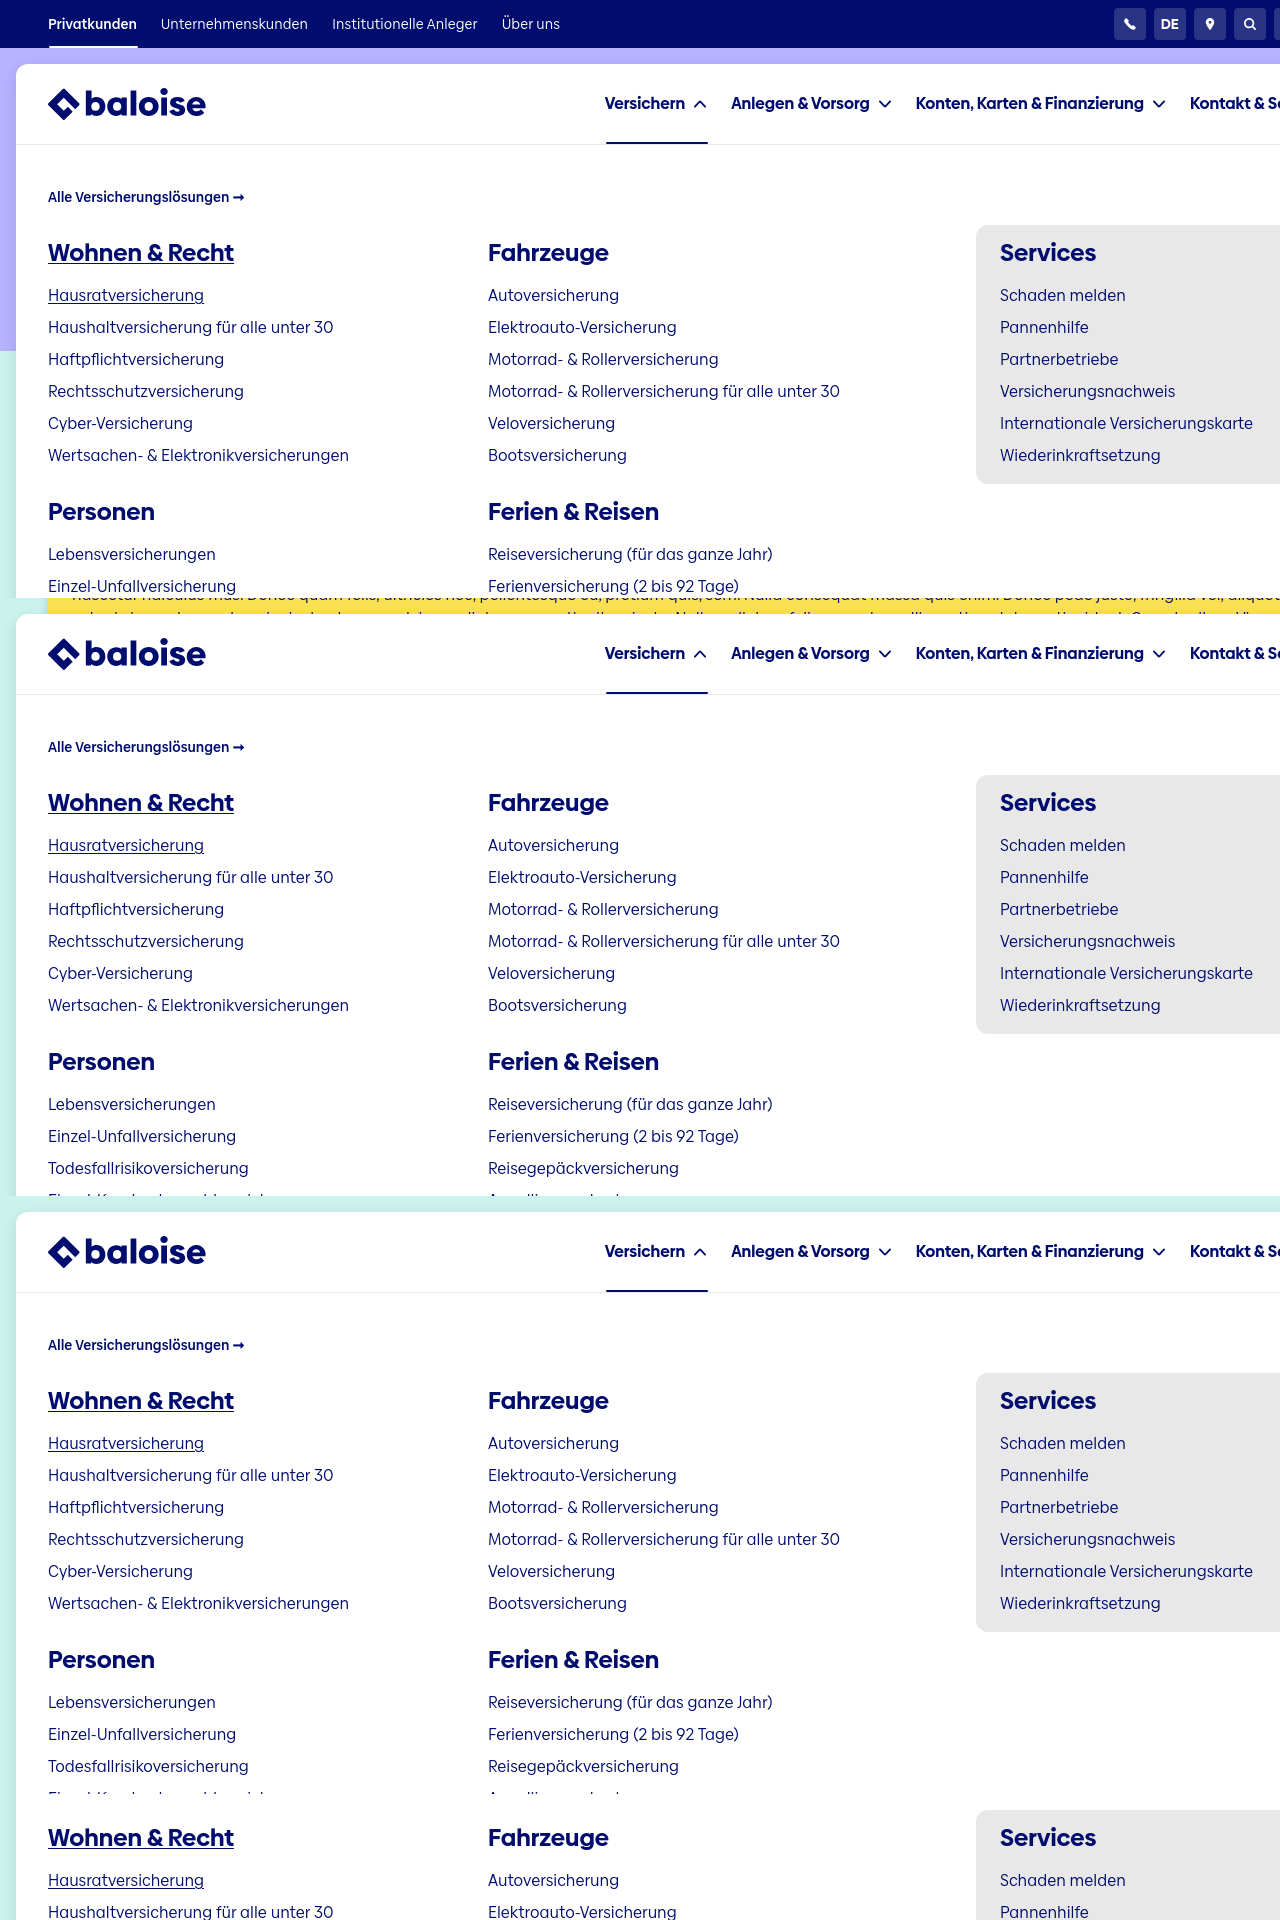 Privatkunden Unternehmenskunden Institutionelle Anleger Über uns DE
baloise Versichern Anlegen & Vorsorg Konten, Karten & Finanzierung Kontakt &
Alle Versicherungslösungen →
Wohnen & Recht Fahrzeuge Services
Hausratversicherung Autoversicherung Schaden melden
Haushaltversicherung für alle unter 30 Elektroauto-Versicherung Pannenhilfe
Haftpflichtversicherung Motorrad- & Rollerversicherung Partnerbetriebe
Rechtsschutzversicherung Motorrad- & Rollerversicherung für alle unter 30 Versicherungsnachweis
Cyber-Versicherung Veloversicherung Internationale Versicherungskarte
Wertsachen- & Elektronikversicherungen Bootsversicherung Wiederinkraftsetzung
Personen Ferien & Reisen
Lebensversicherungen Reiseversicherung (für das ganze Jahr)
Einzel-Unfallversicherung Ferienversicherung (2 bis 92 Tage)
baloise Versichern Anlegen & Vorsorg Konten, Karten & Finanzierung Kontakt &
Alle Versicherungslösungen →
Wohnen & Recht Fahrzeuge Services
Hausratversicherung Autoversicherung Schaden melden
Haushaltversicherung für alle unter 30 Elektroauto-Versicherung Pannenhilfe
Haftpflichtversicherung Motorrad- & Rollerversicherung Partnerbetriebe
Rechtsschutzversicherung Motorrad- & Rollerversicherung für alle unter 30 Versicherungsnachweis
Cyber-Versicherung Veloversicherung Internationale Versicherungskarte
Wertsachen- & Elektronikversicherungen Bootsversicherung Wiederinkraftsetzung
Personen Ferien & Reisen
Lebensversicherungen Reiseversicherung (für das ganze Jahr)
Einzel-Unfallversicherung Ferienversicherung (2 bis 92 Tage)
Todesfallrisikoversicherung Reisegepäckversicherung
baloise Versichern Anlegen & Vorsorg Konten, Karten & Finanzierung Kontakt &
Alle Versicherungslösungen →
Wohnen & Recht Fahrzeuge Services
Hausratversicherung Autoversicherung Schaden melden
Haushaltversicherung für alle unter 30 Elektroauto-Versicherung Pannenhilfe
Haftpflichtversicherung Motorrad- & Rollerversicherung Partnerbetriebe
Rechtsschutzversicherung Motorrad- & Rollerversicherung für alle unter 30 Versicherungsnachweis
Cyber-Versicherung Veloversicherung Internationale Versicherungskarte
Wertsachen- & Elektronikversicherungen Bootsversicherung Wiederinkraftsetzung
Personen Ferien & Reisen
Lebensversicherungen Reiseversicherung (für das ganze Jahr)
Einzel-Unfallversicherung Ferienversicherung (2 bis 92 Tage)
Todesfallrisikoversicherung Reisegepäckversicherung
Wohnen & Recht Fahrzeuge Services
Hausratversicherung Autoversicherung Schaden melden
Haushaltversicherung für alle unter 30 Elektroauto-Versicherung Pannenhilfe